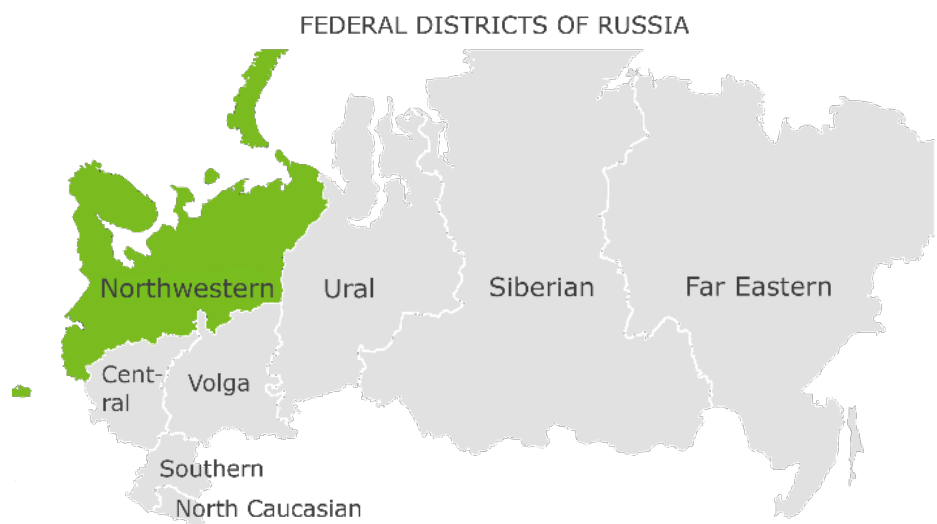 FEDERAL DISTRICTS OF RUSSIA
Northwestern
Ural
Siberian
Far Eastern
Cent-
ral
Volga
Southern
North Caucasian